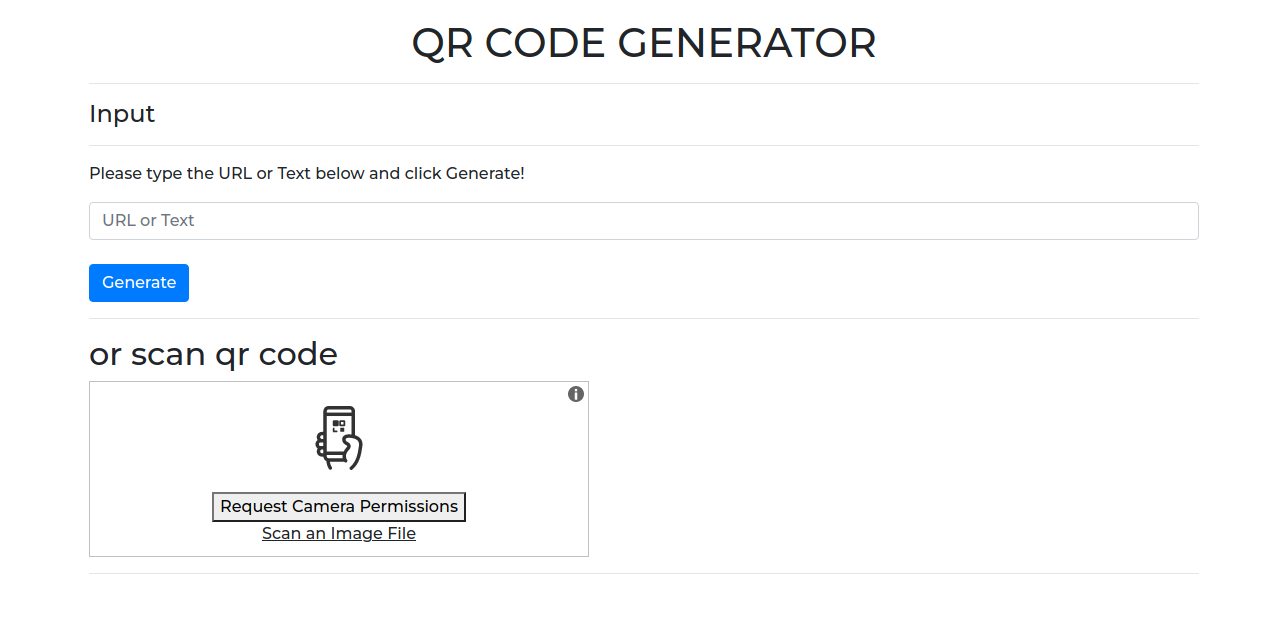 QR CODE GENERATOR
Input
Please type the URL or Text below and click Generate!
URL or Text
Generate
or scan qr code
Request Camera Permissions
Scan an Image File